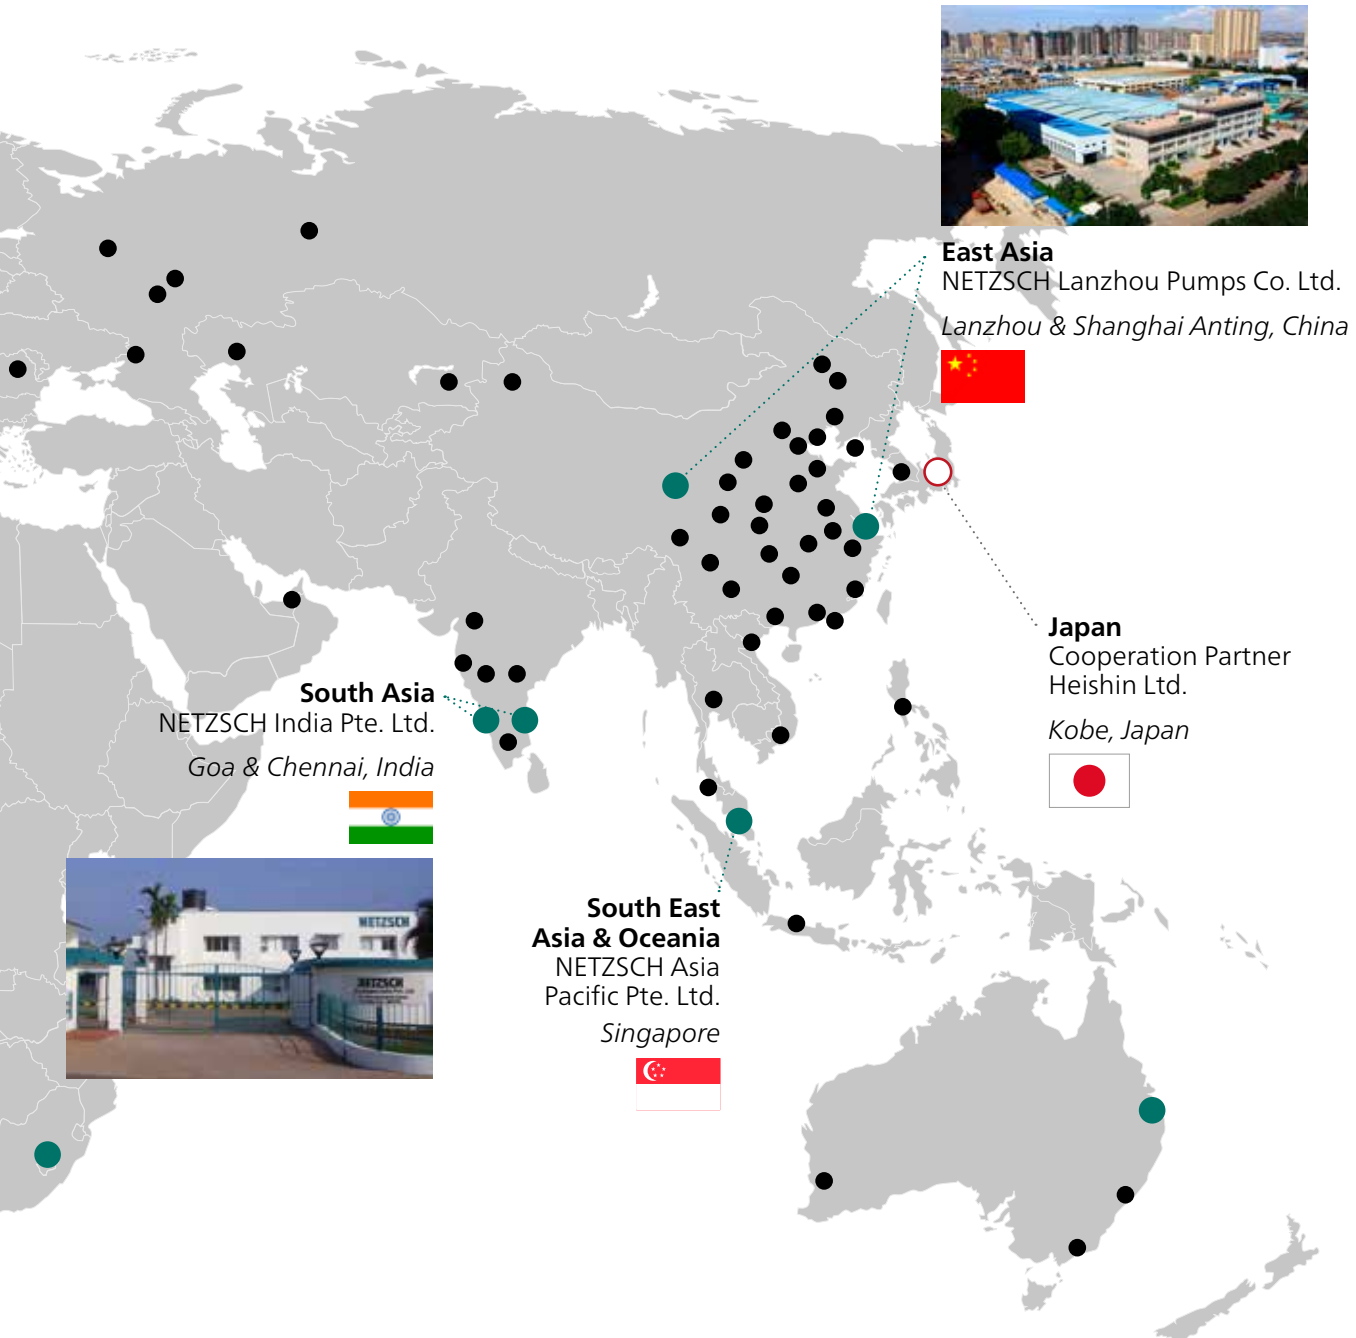 East Asia
NETZSCH Lanzhou Pumps Co. Ltd.
Lanzhou & Shanghai Anting, China
Japan
Cooperation Partner
Heishin Ltd.
Kobe, Japan
South Asia
NETZSCH India Pte. Ltd.
Goa & Chennai, India
NETZSCH
NETZSCH
South East
Asia & Oceania
NETZSCH Asia
Pacific Pte. Ltd.
Singapore